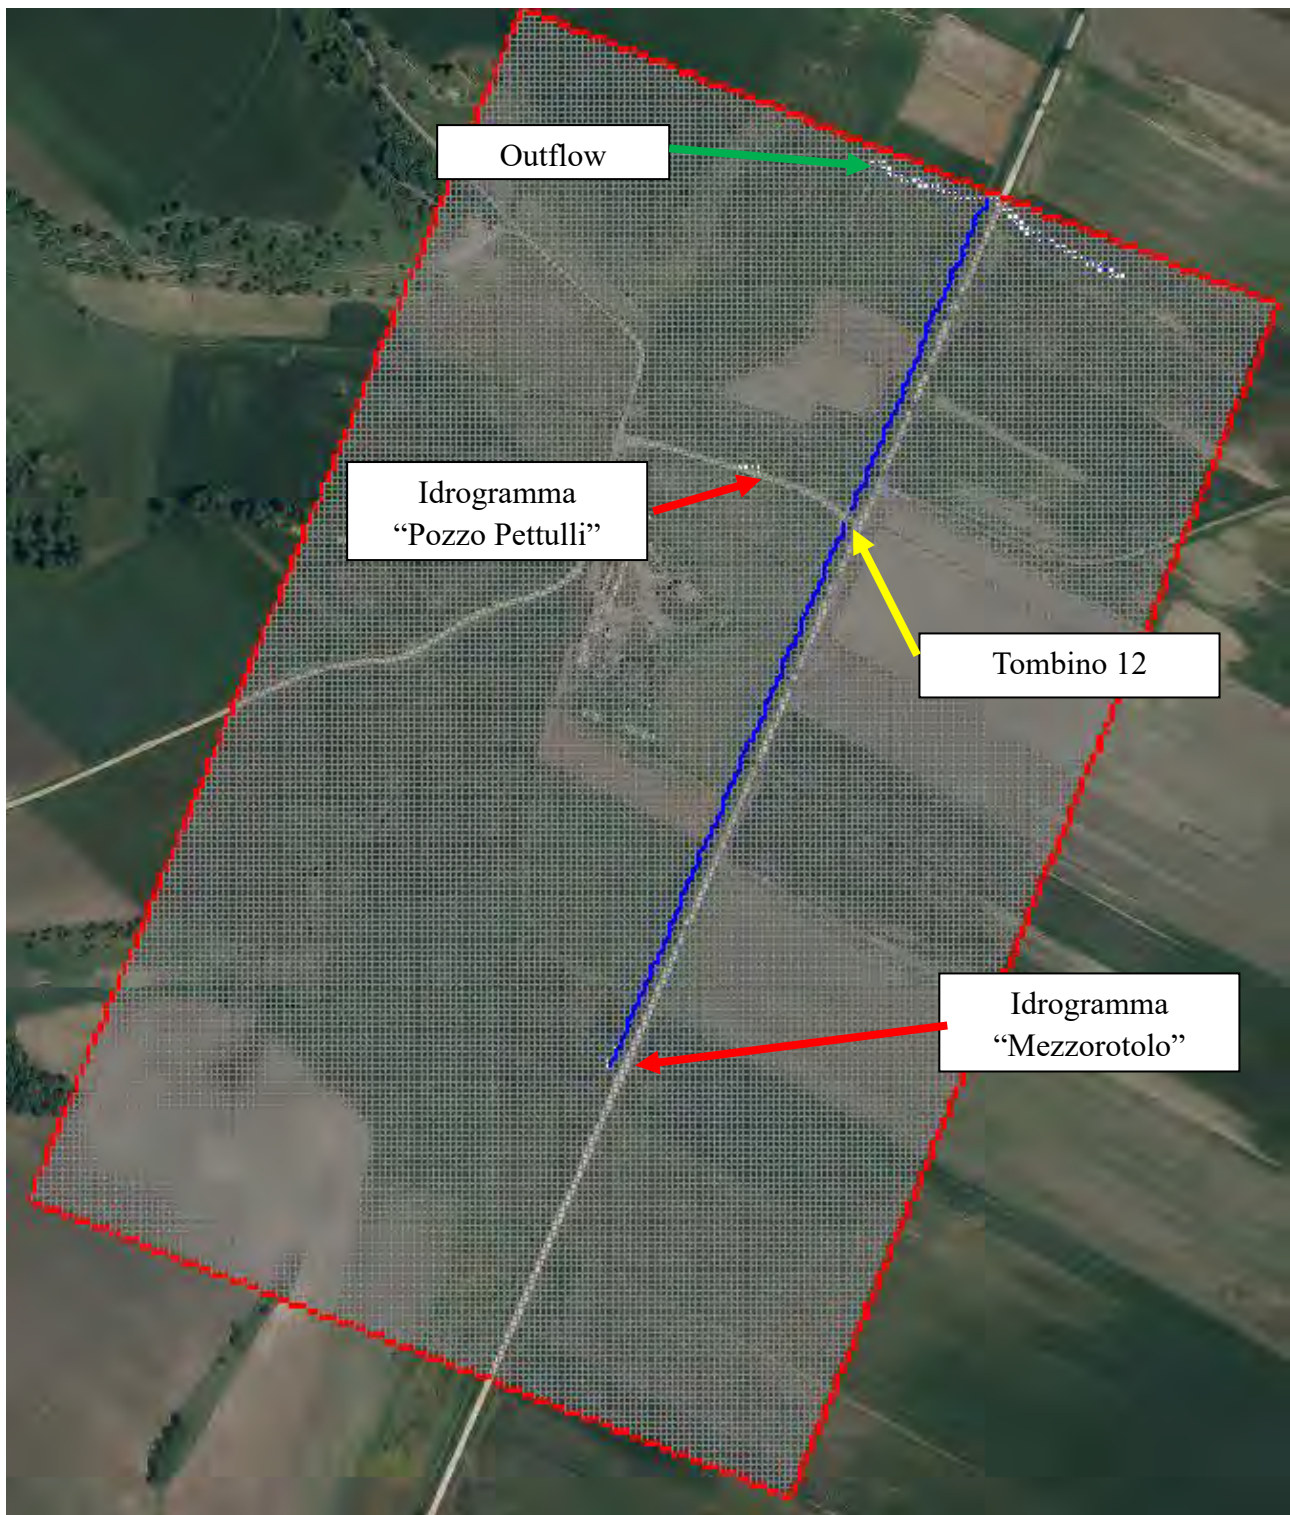 Outflow
Idrogramma
“Pozzo Pettulli”
Tombino 12
Idrogramma
“Mezzorotolo”